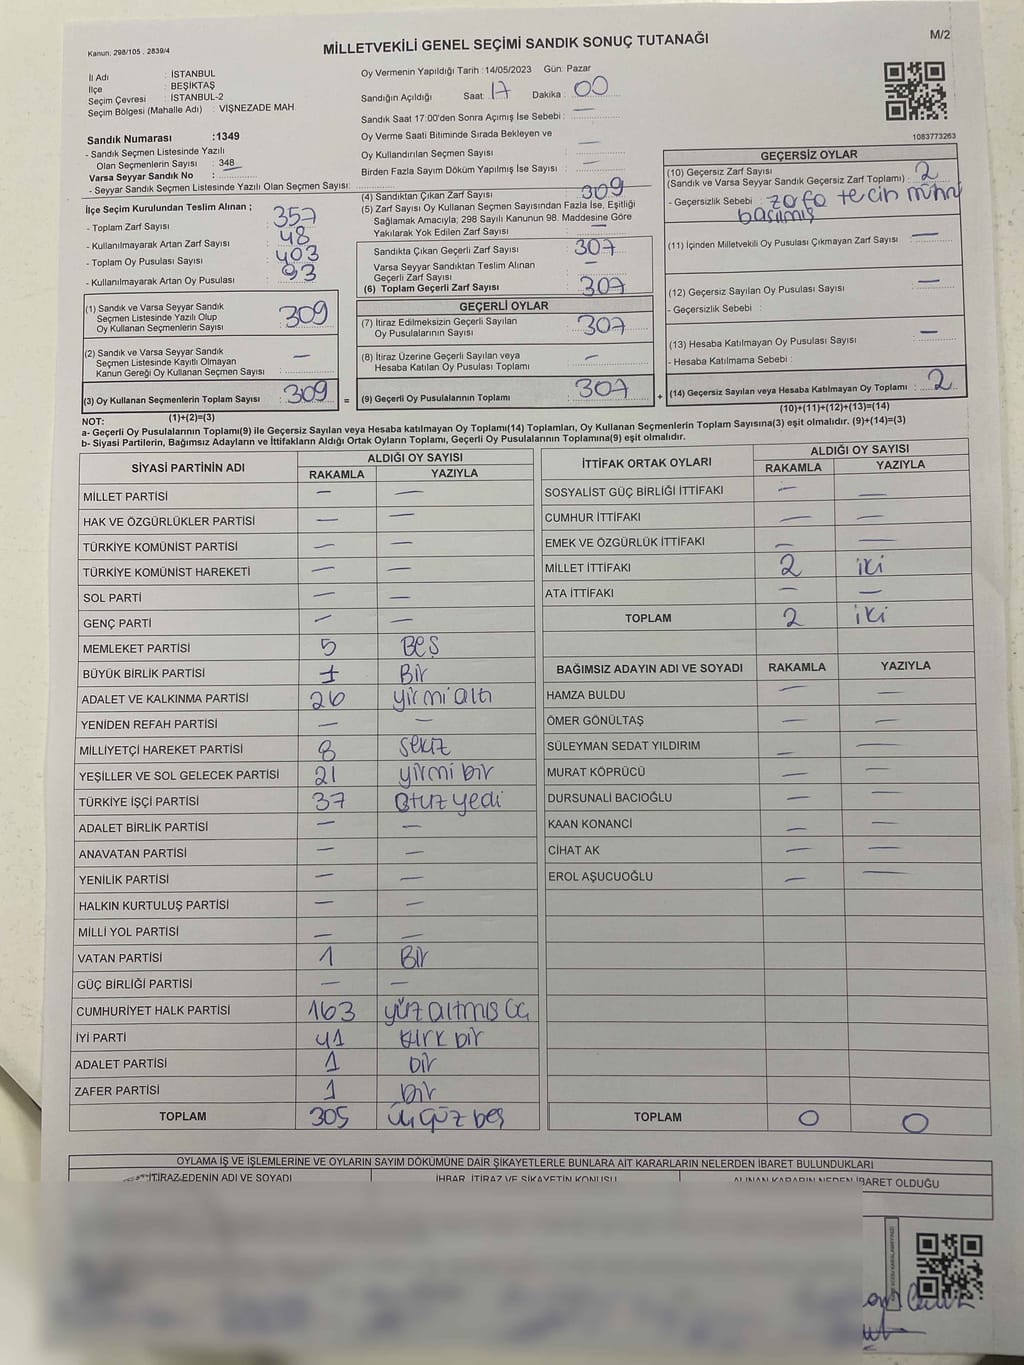 Kanun: 298/105 , 2839/4
MİLLETVEKİLİ GENEL SEÇİMİ SANDIK SONUÇ TUTANAĞI
M/2
İl Adı : İSTANBUL
İlçe : BEŞİKTAŞ
Seçim Çevresi : İSTANBUL-2
Seçim Bölgesi (Mahalle Adı) : VİŞNEZADE MAH.
Oy Vermenin Yapıldığı Tarih : 14/05/2023 Gün: Pazar
Sandığın Açıldığı Saat: 17 Dakika : 00
Sandık Saat 17:00'den Sonra Açımış İse Sebebi : —
Oy Verme Saati Bitiminde Sırada Bekleyen ve
Oy Kullandırılan Seçmen Sayısı : —
Birden Fazla Sayım Döküm Yapılmış İse Sayısı : —
1083773263
Sandık Numarası :1349
- Sandık Seçmen Listesinde Yazılı
Olan Seçmenlerin Sayısı : 348
Varsa Seyyar Sandık No :
- Seyyar Sandık Seçmen Listesinde Yazılı Olan Seçmen Sayısı:
İlçe Seçim Kurulundan Teslim Alınan ;
- Toplam Zarf Sayısı : 357
- Kullanılmayarak Artan Zarf Sayısı : 48
- Toplam Oy Pusulası Sayısı : 403
- Kullanılmayarak Artan Oy Pusulası : 93
(1) Sandık ve Varsa Seyyar Sandık
Seçmen Listesinde Yazılı Olup
Oy Kullanan Seçmenlerin Sayısı : 309
(2) Sandık ve Varsa Seyyar Sandık
Seçmen Listesinde Kayıtlı Olmayan
Kanun Gereği Oy Kullanan Seçmen Sayısı : —
(3) Oy Kullanan Seçmenlerin Toplam Sayısı : 309 =
(1)+(2)=(3)
(4) Sandıktan Çıkan Zarf Sayısı : 309
(5) Zarf Sayısı Oy Kullanan Seçmen Sayısından Fazla İse, Eşitliği
Sağlamak Amacıyla; 298 Sayılı Kanunun 98. Maddesine Göre
Yakılarak Yok Edilen Zarf Sayısı : —
Sandıkta Çıkan Geçerli Zarf Sayısı : 307
Varsa Seyyar Sandıktan Teslim Alınan
Geçerli Zarf Sayısı : —
(6) Toplam Geçerli Zarf Sayısı : 307
GEÇERLİ OYLAR
(7) İtiraz Edilmeksizin Geçerli Sayılan
Oy Pusulalarının Sayısı : 307
(8) İtiraz Üzerine Geçerli Sayılan veya
Hesaba Katılan Oy Pusulası Toplamı : —
(9) Geçerli Oy Pusulalarının Toplamı : 307 +
GEÇERSİZ OYLAR
(10) Geçersiz Zarf Sayısı
(Sandık ve Varsa Seyyar Sandık Geçersiz Zarf Toplamı) : 2
- Geçersizlik Sebebi : zarfa tercih mührü
basılmış
(11) İçinden Milletvekili Oy Pusulası Çıkmayan Zarf Sayısı : —
(12) Geçersiz Sayılan Oy Pusulası Sayısı : —
- Geçersizlik Sebebi :
(13) Hesaba Katılmayan Oy Pusulası Sayısı : —
- Hesaba Katılmama Sebebi :
(14) Geçersiz Sayılan veya Hesaba Katılmayan Oy Toplamı : 2
(10)+(11)+(12)+(13)=(14)
NOT:
a- Geçerli Oy Pusulalarının Toplamı(9) ile Geçersiz Sayılan veya Hesaba katılmayan Oy Toplamı(14) Toplamları, Oy Kullanan Seçmenlerin Toplam Sayısına(3) eşit olmalıdır. (9)+(14)=(3)
b- Siyasi Partilerin, Bağımsız Adayların ve İttifakların Aldığı Ortak Oyların Toplamı, Geçerli Oy Pusulalarının Toplamına(9) eşit olmalıdır.
SİYASİ PARTİNİN ADI ALDIĞI OY SAYISI
RAKAMLA YAZIYLA
MİLLET PARTİSİ — —
HAK VE ÖZGÜRLÜKLER PARTİSİ — —
TÜRKİYE KOMÜNİST PARTİSİ — —
TÜRKİYE KOMÜNİST HAREKETİ — —
SOL PARTİ — —
GENÇ PARTİ — —
MEMLEKET PARTİSİ 5 BEŞ
BÜYÜK BİRLİK PARTİSİ 1 Bir
ADALET VE KALKINMA PARTİSİ 26 yirmi altı
YENİDEN REFAH PARTİSİ — —
MİLLİYETÇİ HAREKET PARTİSİ 8 sekiz
YEŞİLLER VE SOL GELECEK PARTİSİ 21 yirmi bir
TÜRKİYE İŞÇİ PARTİSİ 37 Otuz yedi
ADALET BİRLİK PARTİSİ — —
ANAVATAN PARTİSİ — —
YENİLİK PARTİSİ — —
HALKIN KURTULUŞ PARTİSİ — —
MİLLİ YOL PARTİSİ — —
VATAN PARTİSİ 1 Bir
GÜÇ BİRLİĞİ PARTİSİ — —
CUMHURİYET HALK PARTİSİ 163 yüz altmış üç
İYİ PARTİ 41 kırk bir
ADALET PARTİSİ 1 bir
ZAFER PARTİSİ 1 bir
TOPLAM 305 üç yüz beş
İTTİFAK ORTAK OYLARI ALDIĞI OY SAYISI
RAKAMLA YAZIYLA
SOSYALİST GÜÇ BİRLİĞİ İTTİFAKI — —
CUMHUR İTTİFAKI — —
EMEK VE ÖZGÜRLÜK İTTİFAKI — —
MİLLET İTTİFAKI 2 iki
ATA İTTİFAKI — —
TOPLAM 2 iki
BAĞIMSIZ ADAYIN ADI VE SOYADI RAKAMLA YAZIYLA
HAMZA BULDU — —
ÖMER GÖNÜLTAŞ — —
SÜLEYMAN SEDAT YILDIRIM — —
MURAT KÖPRÜCÜ — —
DURSUNALİ BACIOĞLU — —
KAAN KONANCİ — —
CİHAT AK — —
EROL AŞUCUOĞLU — —
TOPLAM 0 0
OYLAMA İŞ VE İŞLEMLERİNE VE OYLARIN SAYIM DÖKÜMÜNE DAİR ŞİKAYETLERLE BUNLARA AİT KARARLARIN NELERDEN İBARET BULUNDUKLARI
İTİRAZ EDENİN ADI VE SOYADI İHBAR, İTİRAZ VE ŞİKAYETİN KONUSU ALINAN KARARIN NEDEN İBARET OLDUĞU